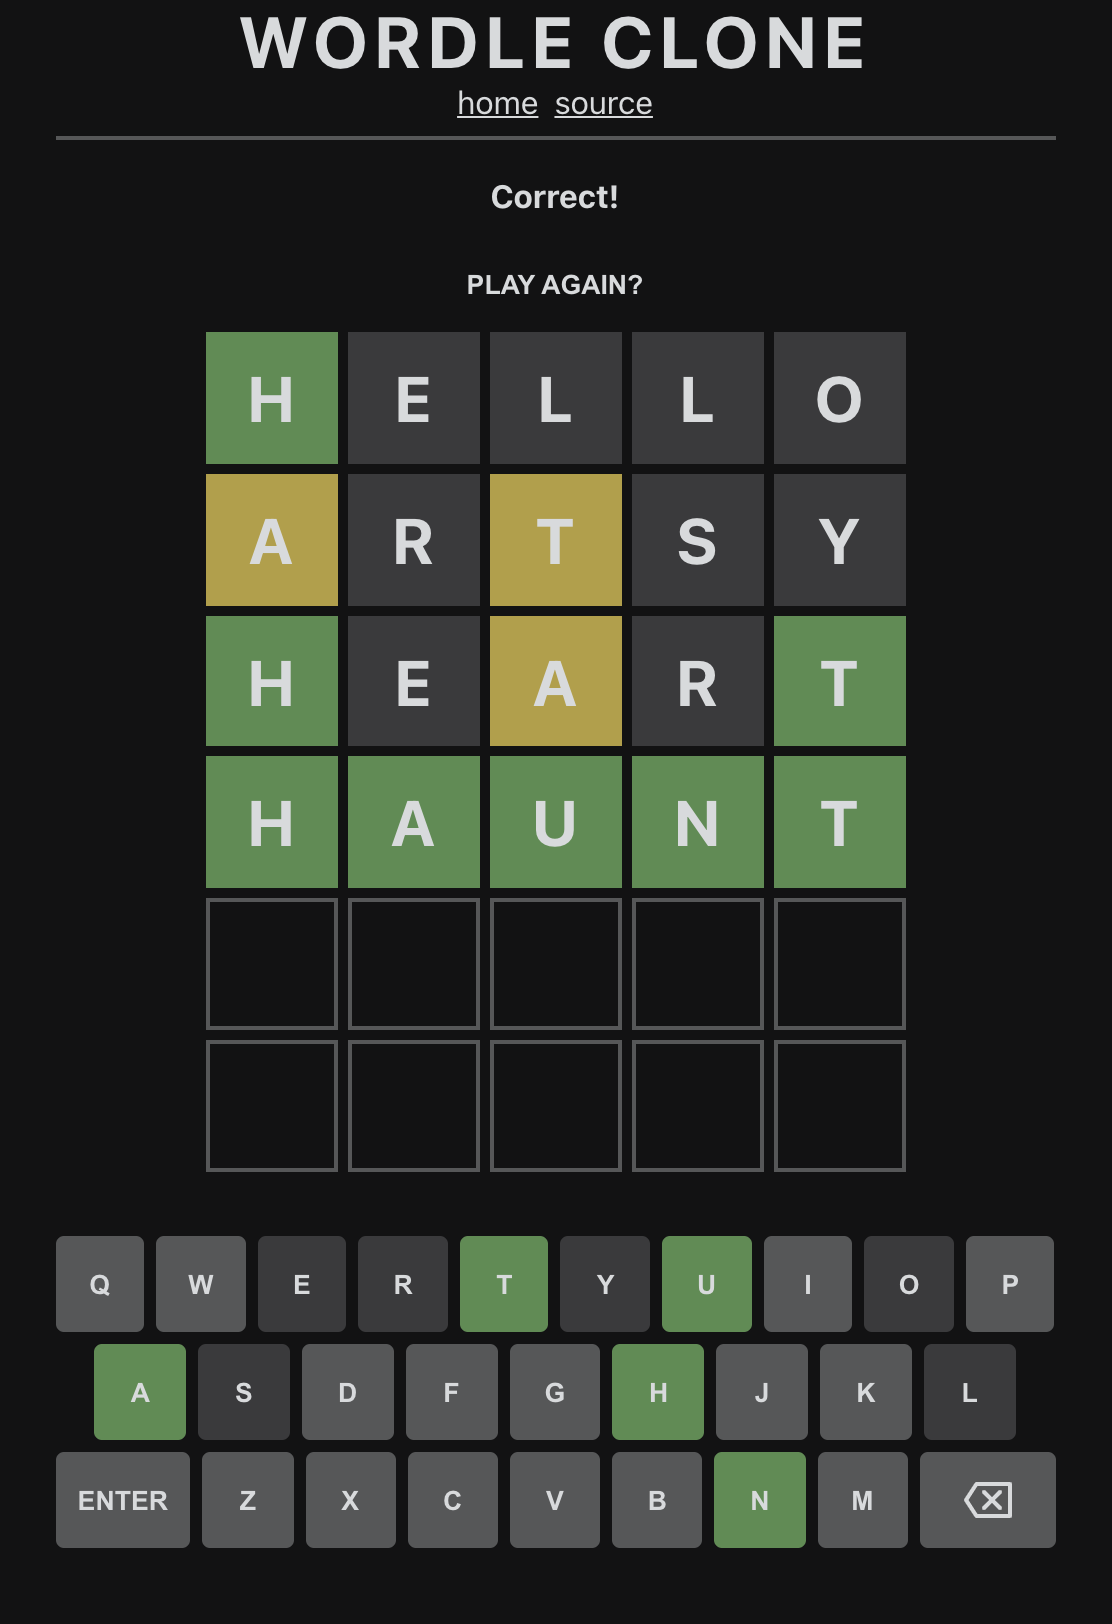 WORDLE CLONE
home source
Correct!
PLAY AGAIN?
H E L L O
A R T S Y
H E A R T
H A U N T
Q W E R T Y U I O P
A S D F G H J K L
ENTER Z X C V B N M